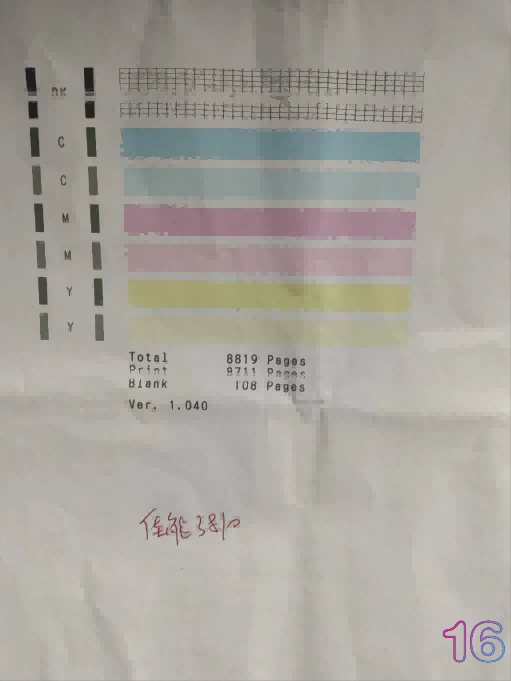 BK
C
C
M
M
Y
Y
Total 8819 Pages
Print 8711 Pages
Blank 108 Pages
Ver. 1.040
佳能3810
16